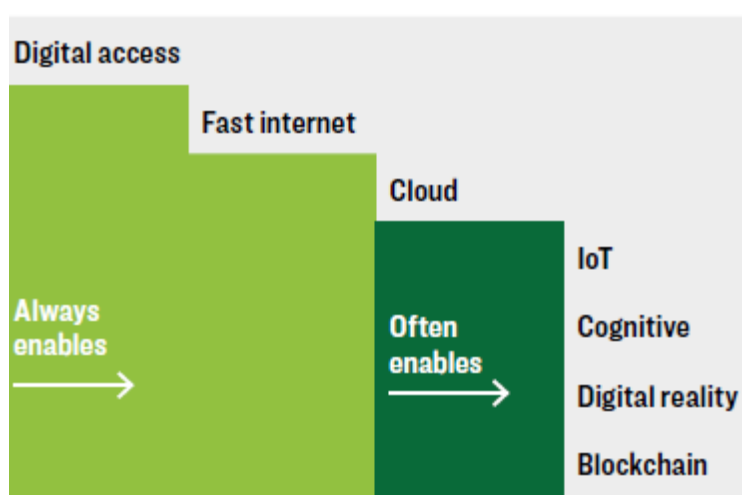 Digital access
Fast internet
Cloud
IoT
Always
enables
Often
enables
Cognitive
Digital reality
Blockchain